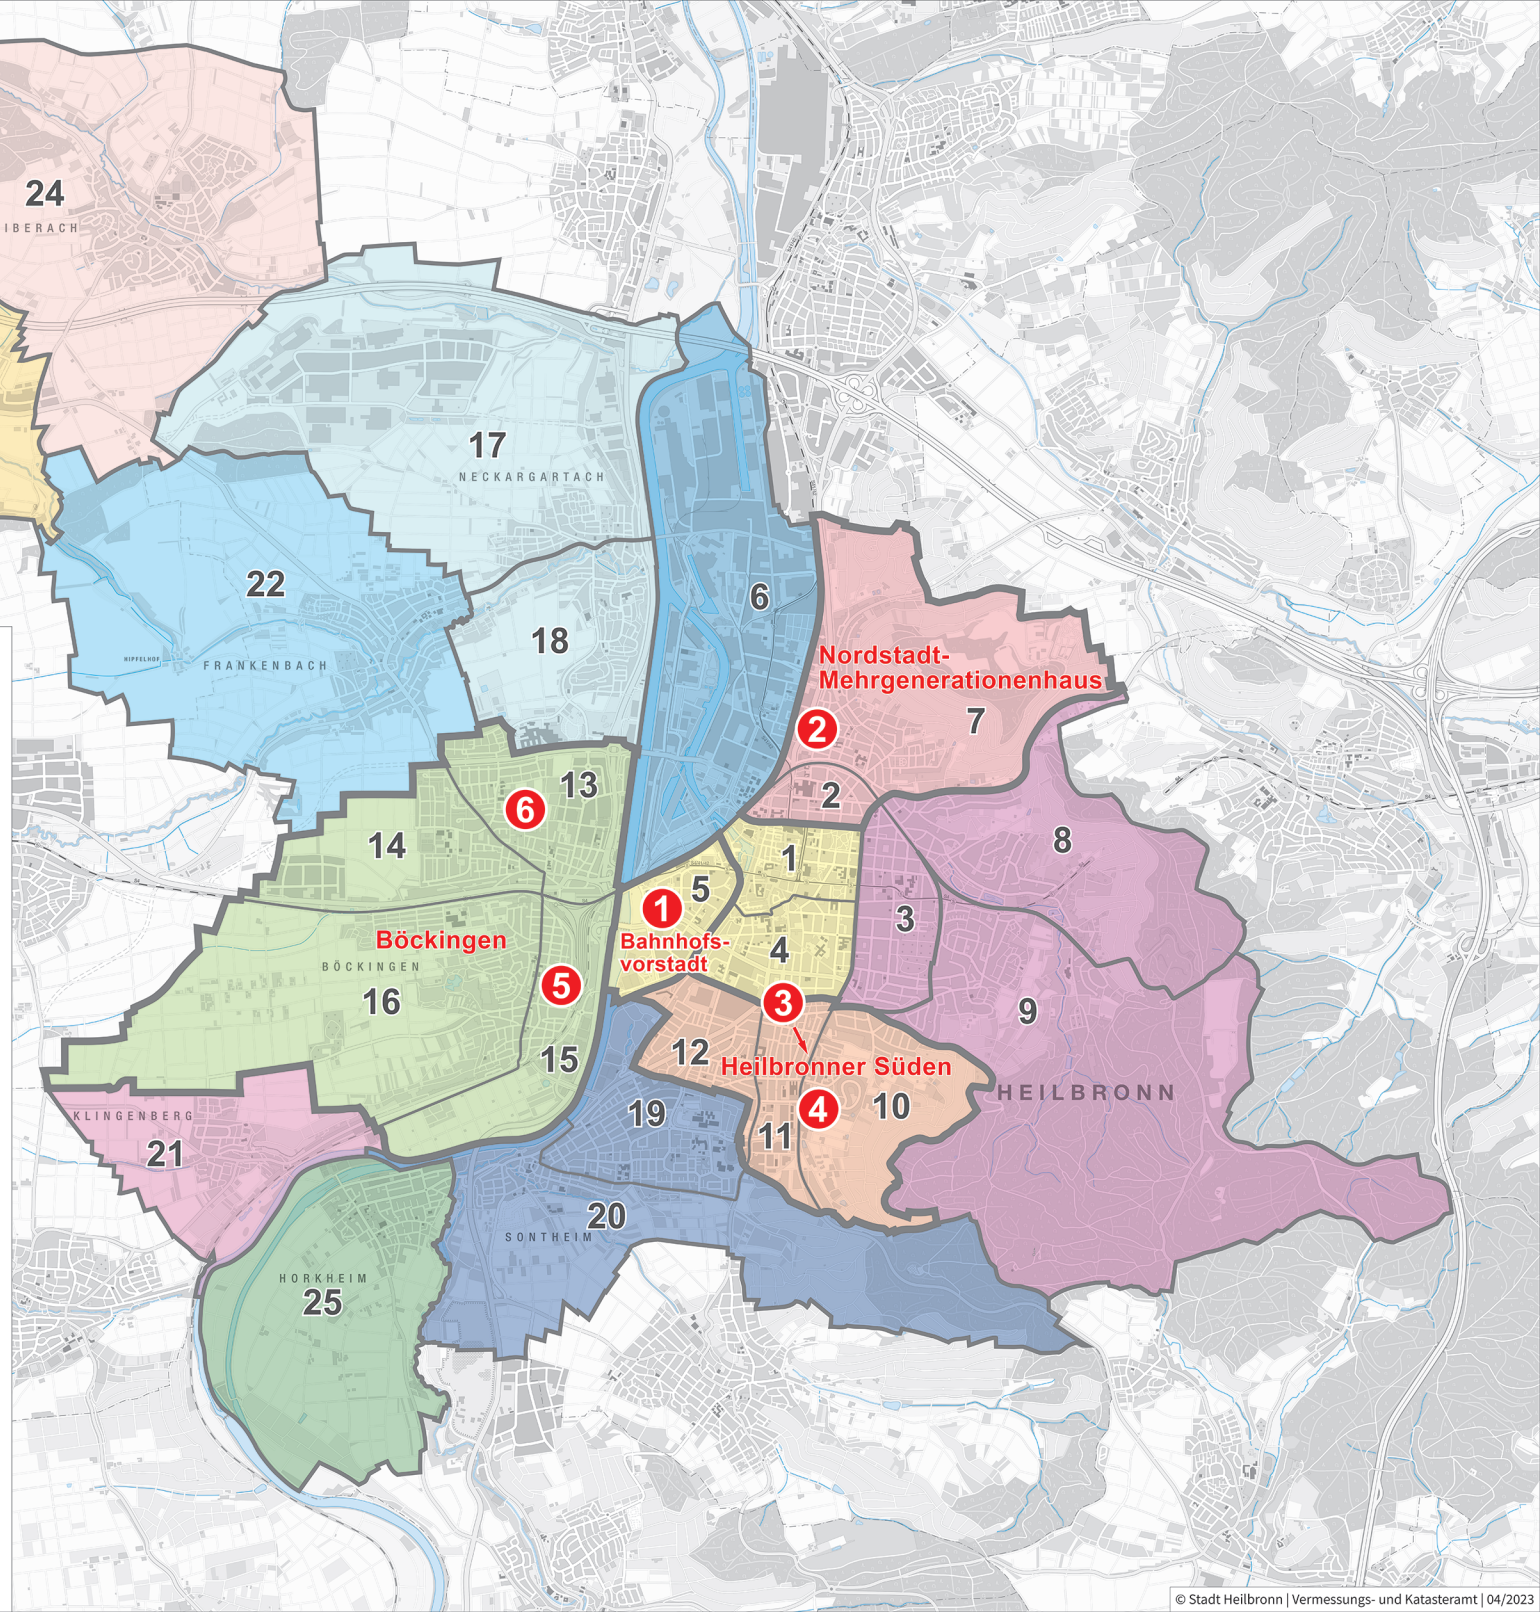 24
IBERACH
17
NECKARGARTACH
22
HIPFELHOF
FRANKENBACH
18
6
Nordstadt-
Mehrgenerationenhaus
7
2
2
13
6
14
1
8
5
1
3
Bahnhofs-
vorstadt
4
Böckingen
BÖCKINGEN
16
5
3
9
15
12
Heilbronner Süden
HEILBRONN
10
4
11
19
KLINGENBERG
21
20
SONTHEIM
HORKHEIM
25
© Stadt Heilbronn | Vermessungs- und Katasteramt | 04/2023